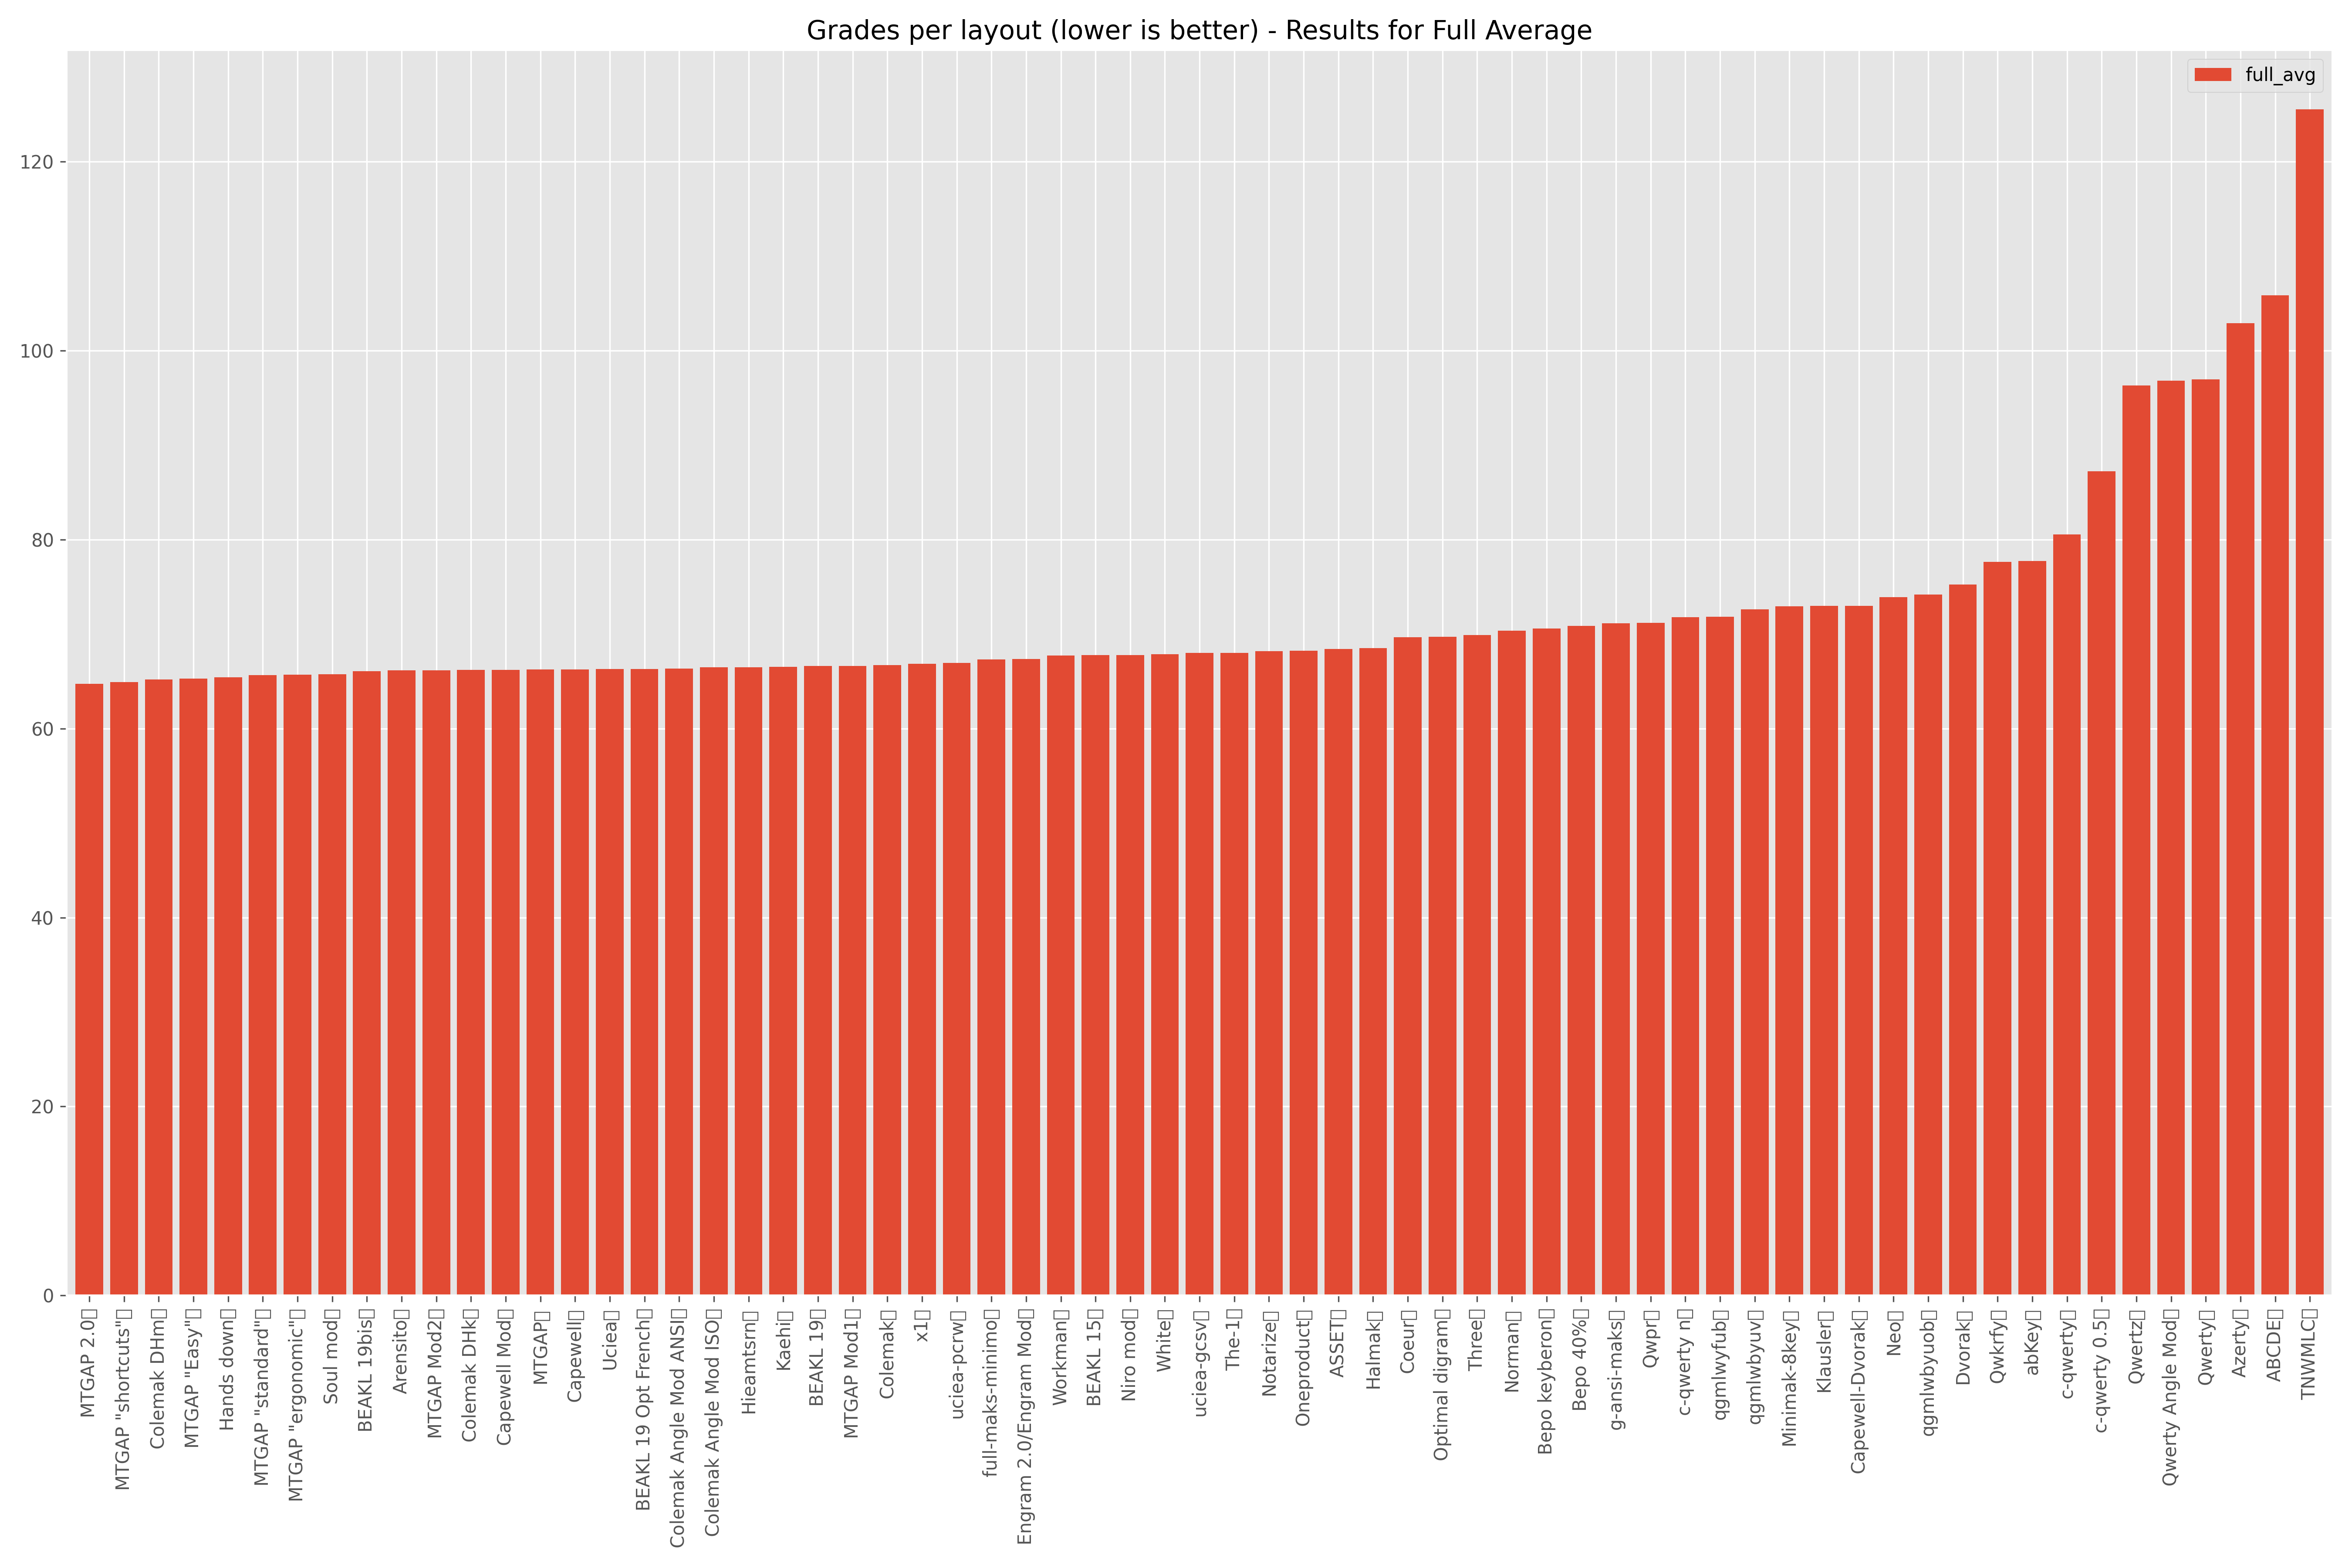 Grades per layout (lower is better) - Results for Full Average
full_avg
120
100
80
60
40
20
0
MTGAP 2.0
MTGAP "shortcuts"
Colemak DHm
MTGAP "Easy"
Hands down
MTGAP "standard"
MTGAP "ergonomic"
Soul mod
BEAKL 19bis
Arensito
MTGAP Mod2
Colemak DHk
Capewell Mod
MTGAP
Capewell
Uciea
BEAKL 19 Opt French
Colemak Angle Mod ANSI
Colemak Angle Mod ISO
Hieamtsrn
Kaehi
BEAKL 19
MTGAP Mod1
Colemak
x1
uciea-pcrw
full-maks-minimo
Engram 2.0/Engram Mod
Workman
BEAKL 15
Niro mod
White
uciea-gcsv
The-1
Notarize
Oneproduct
ASSET
Halmak
Coeur
Optimal digram
Three
Norman
Bepo keyberon
Bepo 40%
g-ansi-maks
Qwpr
c-qwerty n
qgmlwyfub
qgmlwbyuv
Minimak-8key
Klausler
Capewell-Dvorak
Neo
qgmlwbyuob
Dvorak
Qwkrfy
abKey
c-qwerty
c-qwerty 0.5
Qwertz
Qwerty Angle Mod
Qwerty
Azerty
ABCDE
TNWMLC